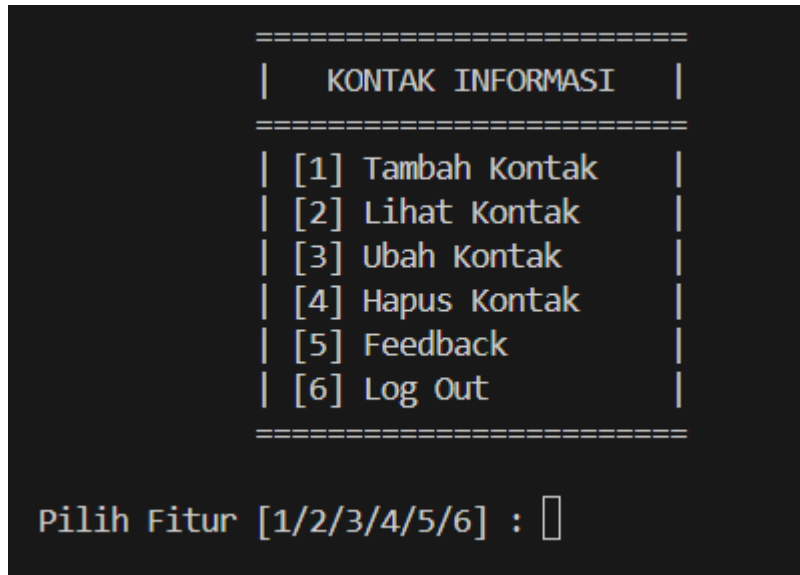 ========================
|   KONTAK INFORMASI   |
========================
| [1] Tambah Kontak    |
| [2] Lihat Kontak     |
| [3] Ubah Kontak      |
| [4] Hapus Kontak     |
| [5] Feedback         |
| [6] Log Out          |
========================
Pilih Fitur [1/2/3/4/5/6] :